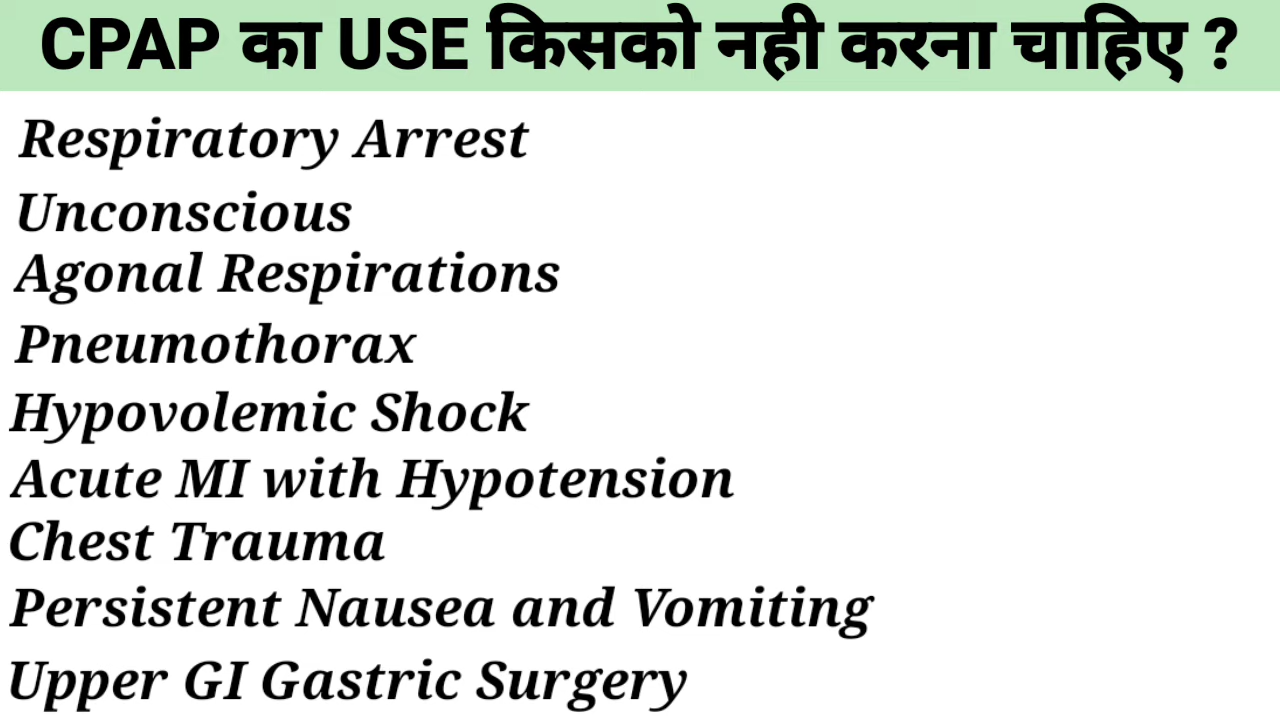 CPAP का USE किसको नही करना चाहिए ?
Respiratory Arrest
Unconscious
Agonal Respirations
Pneumothorax
Hypovolemic Shock
Acute MI with Hypotension
Chest Trauma
Persistent Nausea and Vomiting
Upper GI Gastric Surgery